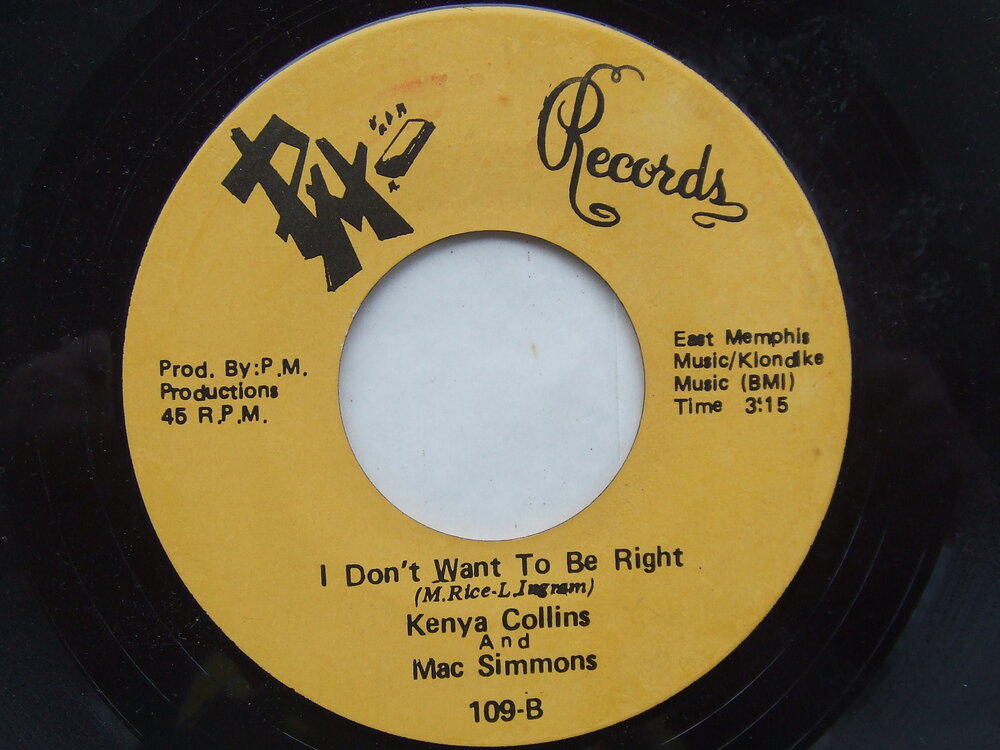 PM
Records
Prod. By:P.M.
Productions
45 R.P.M.
East Memphis
Music/Klondike
Music (BMI)
Time 3:15
I Don't Want To Be Right
(M.Rice-L.Ingram)
Kenya Collins
And
Mac Simmons
109-B